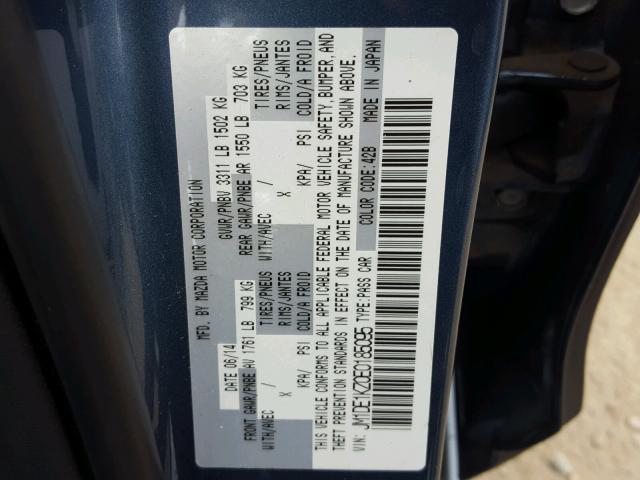 MFD. BY MAZDA MOTOR CORPORATION
DATE 06/14 GVWR/PNBV 3311 LB 1502 KG
FRONT GAWR/PNBE AV 1761 LB 799 KG REAR GAWR/PNBE AR 1550 LB 703 KG
WITH/AVEC / TIRES/PNEUS WITH/AVEC / TIRES/PNEUS
X RIMS/JANTES X RIMS/JANTES
KPA/ PSI COLD/A FROID KPA/ PSI COLD/A FROID
THIS VEHICLE CONFORMS TO ALL APPLICABLE FEDERAL MOTOR VEHICLE SAFETY, BUMPER, AND
THEFT PREVENTION STANDARDS IN EFFECT ON THE DATE OF MANUFACTURE SHOWN ABOVE.
VIN: JM1DE1KZ0E0185095 TYPE:PASS CAR COLOR CODE:42B MADE IN JAPAN